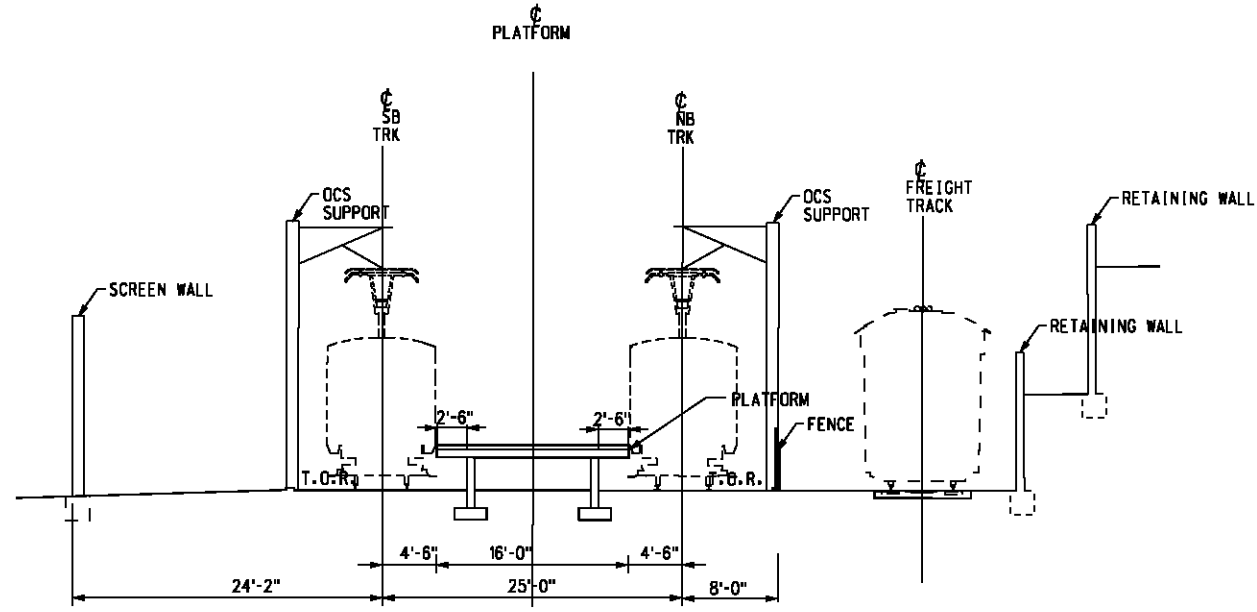 ℄
PLATFORM
℄
SB
TRK
℄
NB
TRK
℄
FREIGHT
TRACK
OCS
SUPPORT
OCS
SUPPORT
RETAINING WALL
SCREEN WALL
RETAINING WALL
2'-6"
2'-6"
PLATFORM
FENCE
T.O.R.
T.O.R.
4'-6"
16'-0"
4'-6"
24'-2"
25'-0"
8'-0"